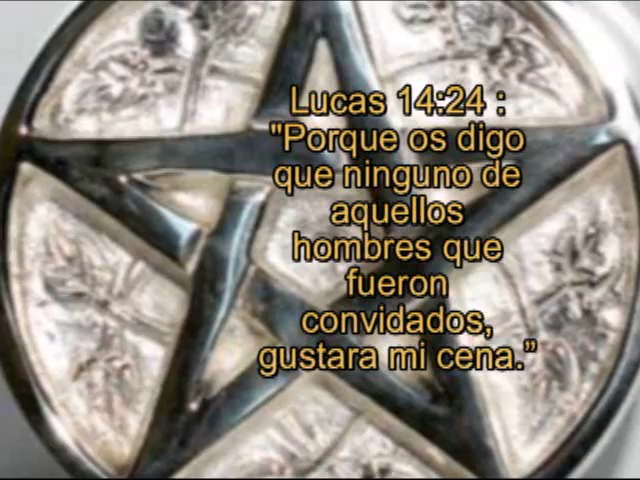 Lucas 14:24 :
"Porque os digo
que ninguno de
aquellos
hombres que
fueron
convidados,
gustara mi cena.”